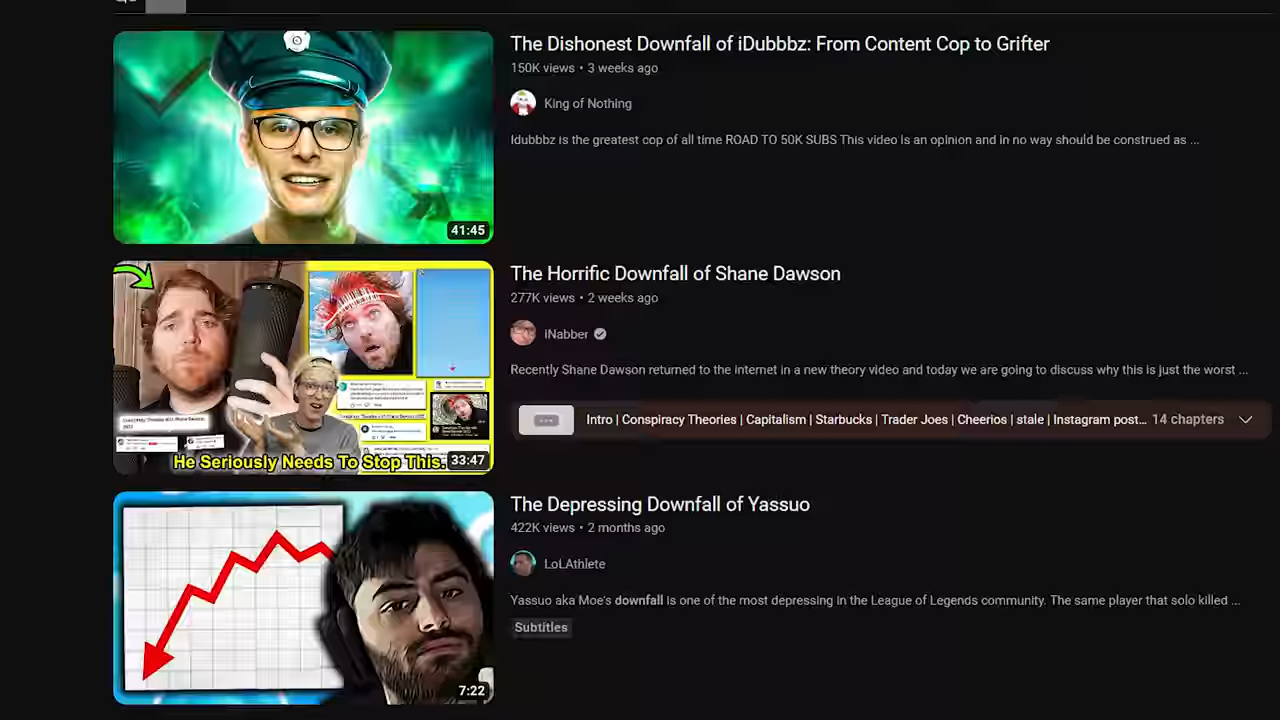 The Dishonest Downfall of iDubbbz: From Content Cop to Grifter
150K views • 3 weeks ago
King of Nothing
Idubbbz is the greatest cop of all time ROAD TO 50K SUBS This video is an opinion and in no way should be construed as ...
41:45
The Horrific Downfall of Shane Dawson
277K views • 2 weeks ago
INabber
Recently Shane Dawson returned to the internet in a new theory video and today we are going to discuss why this is just the worst ...
Intro | Conspiracy Theories | Capitalism | Starbucks | Trader Joes | Cheerios | stale | Instagram post... 14 chapters
He Seriously Needs To Stop This.
33:47
The Depressing Downfall of Yassuo
422K views • 2 months ago
LoLAthlete
Yassuo aka Moe's downfall is one of the most depressing in the League of Legends community. The same player that solo killed ...
Subtitles
7:22